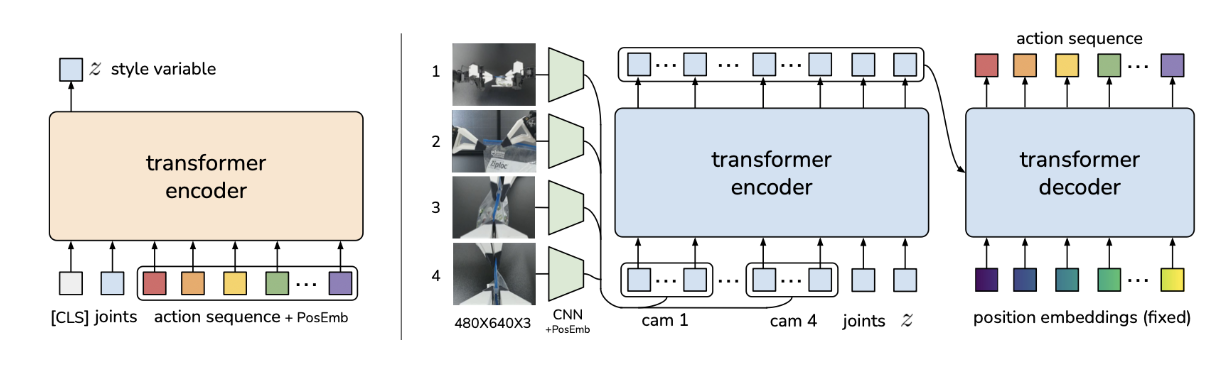 z style variable
transformer
encoder
[CLS] joints action sequence + PosEmb
1
2
3
4
Ziploc
480X640X3
CNN
+PosEmb
transformer
encoder
cam 1
cam 4
joints z
action sequence
transformer
decoder
position embeddings (fixed)